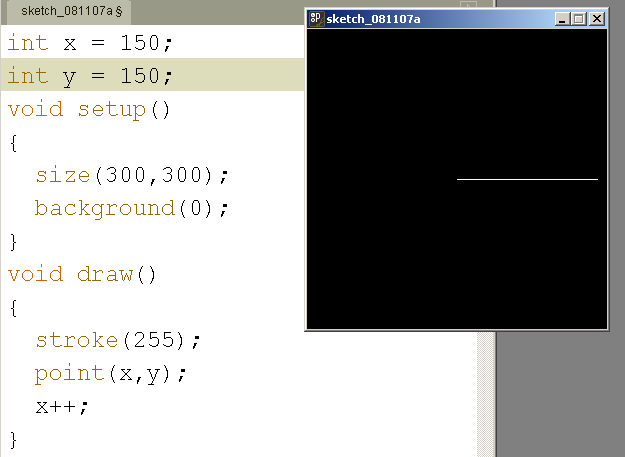 sketch_081107a §
int x = 150;
int y = 150;
void setup()
{
  size(300,300);
  background(0);
}
void draw()
{
  stroke(255);
  point(x,y);
  x++;
}
sketch_081107a